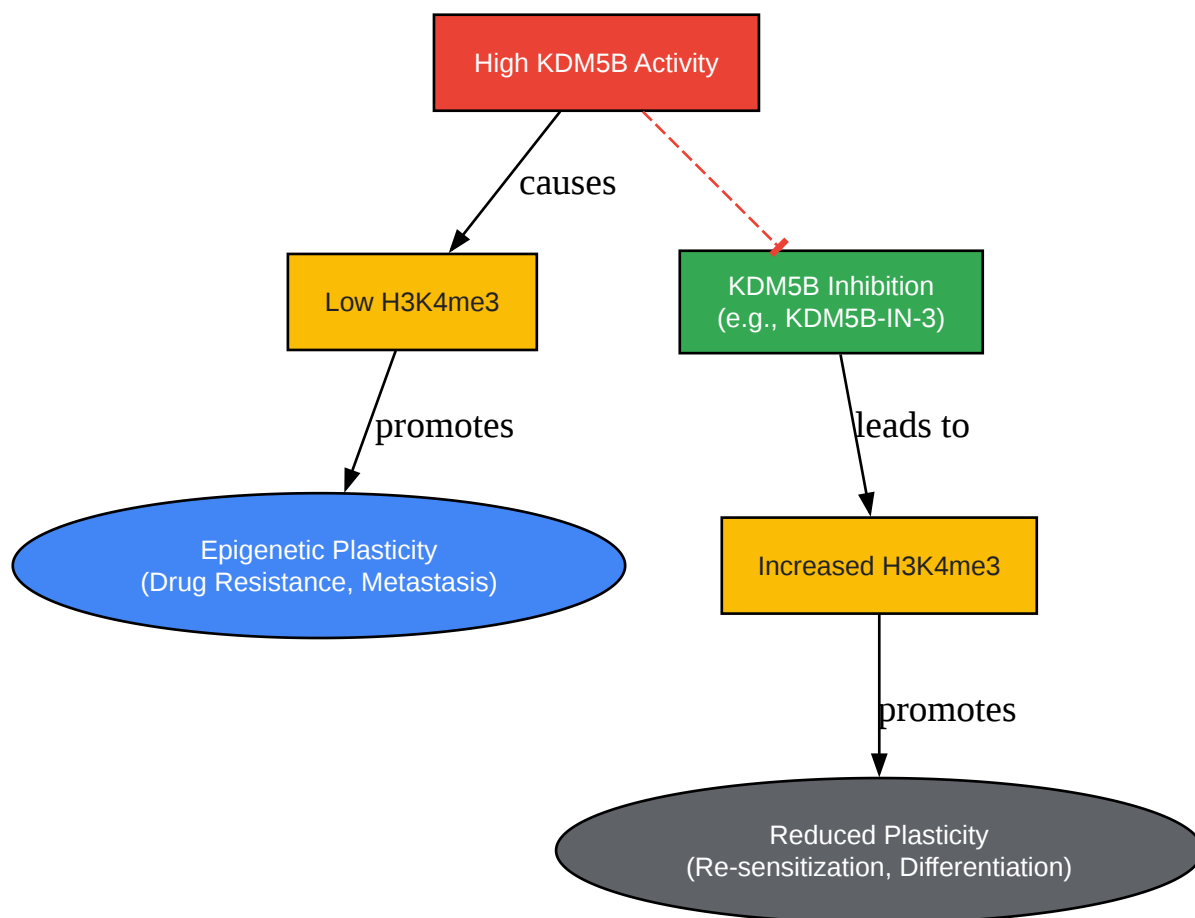 High KDM5B Activity
causes
Low H3K4me3
KDM5B Inhibition
(e.g., KDM5B-IN-3)
promotes
leads to
Epigenetic Plasticity
(Drug Resistance, Metastasis)
Increased H3K4me3
promotes
Reduced Plasticity
(Re-sensitization, Differentiation)